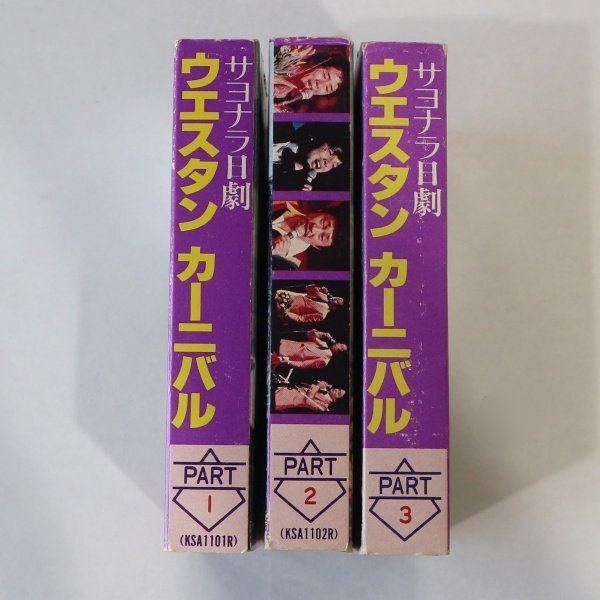 サヨナラ日劇
ウエスタン カーニバル
PART
1
(KSA1101R)
PART
2
(KSA1102R)
サヨナラ日劇
ウエスタン カーニバル
PART
3